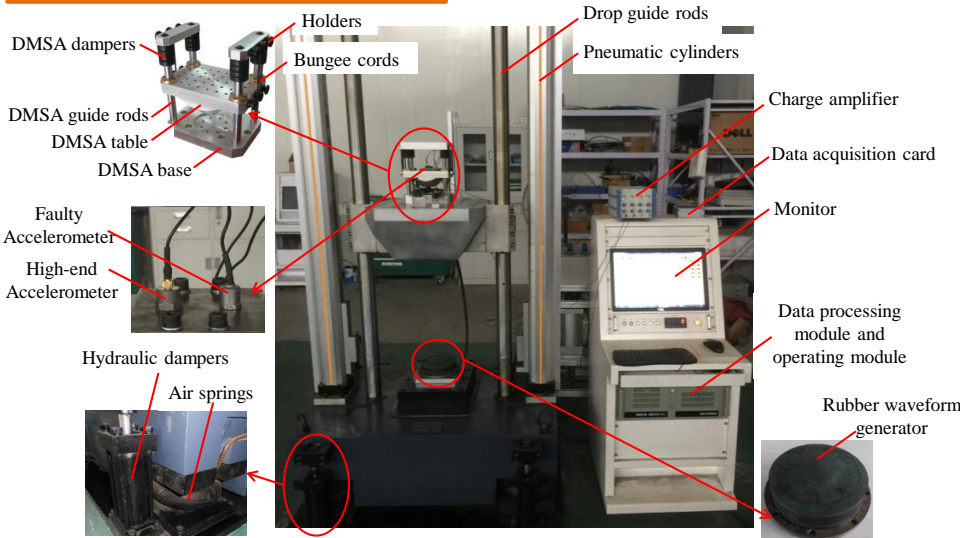 Holders
Drop guide rods
DMSA dampers
Bungee cords
Pneumatic cylinders
Charge amplifier
DMSA guide rods
DMSA table
DMSA base
Data acquisition card
Faulty
Accelerometer
Monitor
High-end
Accelerometer
Data processing
module and
operating module
Hydraulic dampers
Air springs
Rubber waveform
generator
DELL